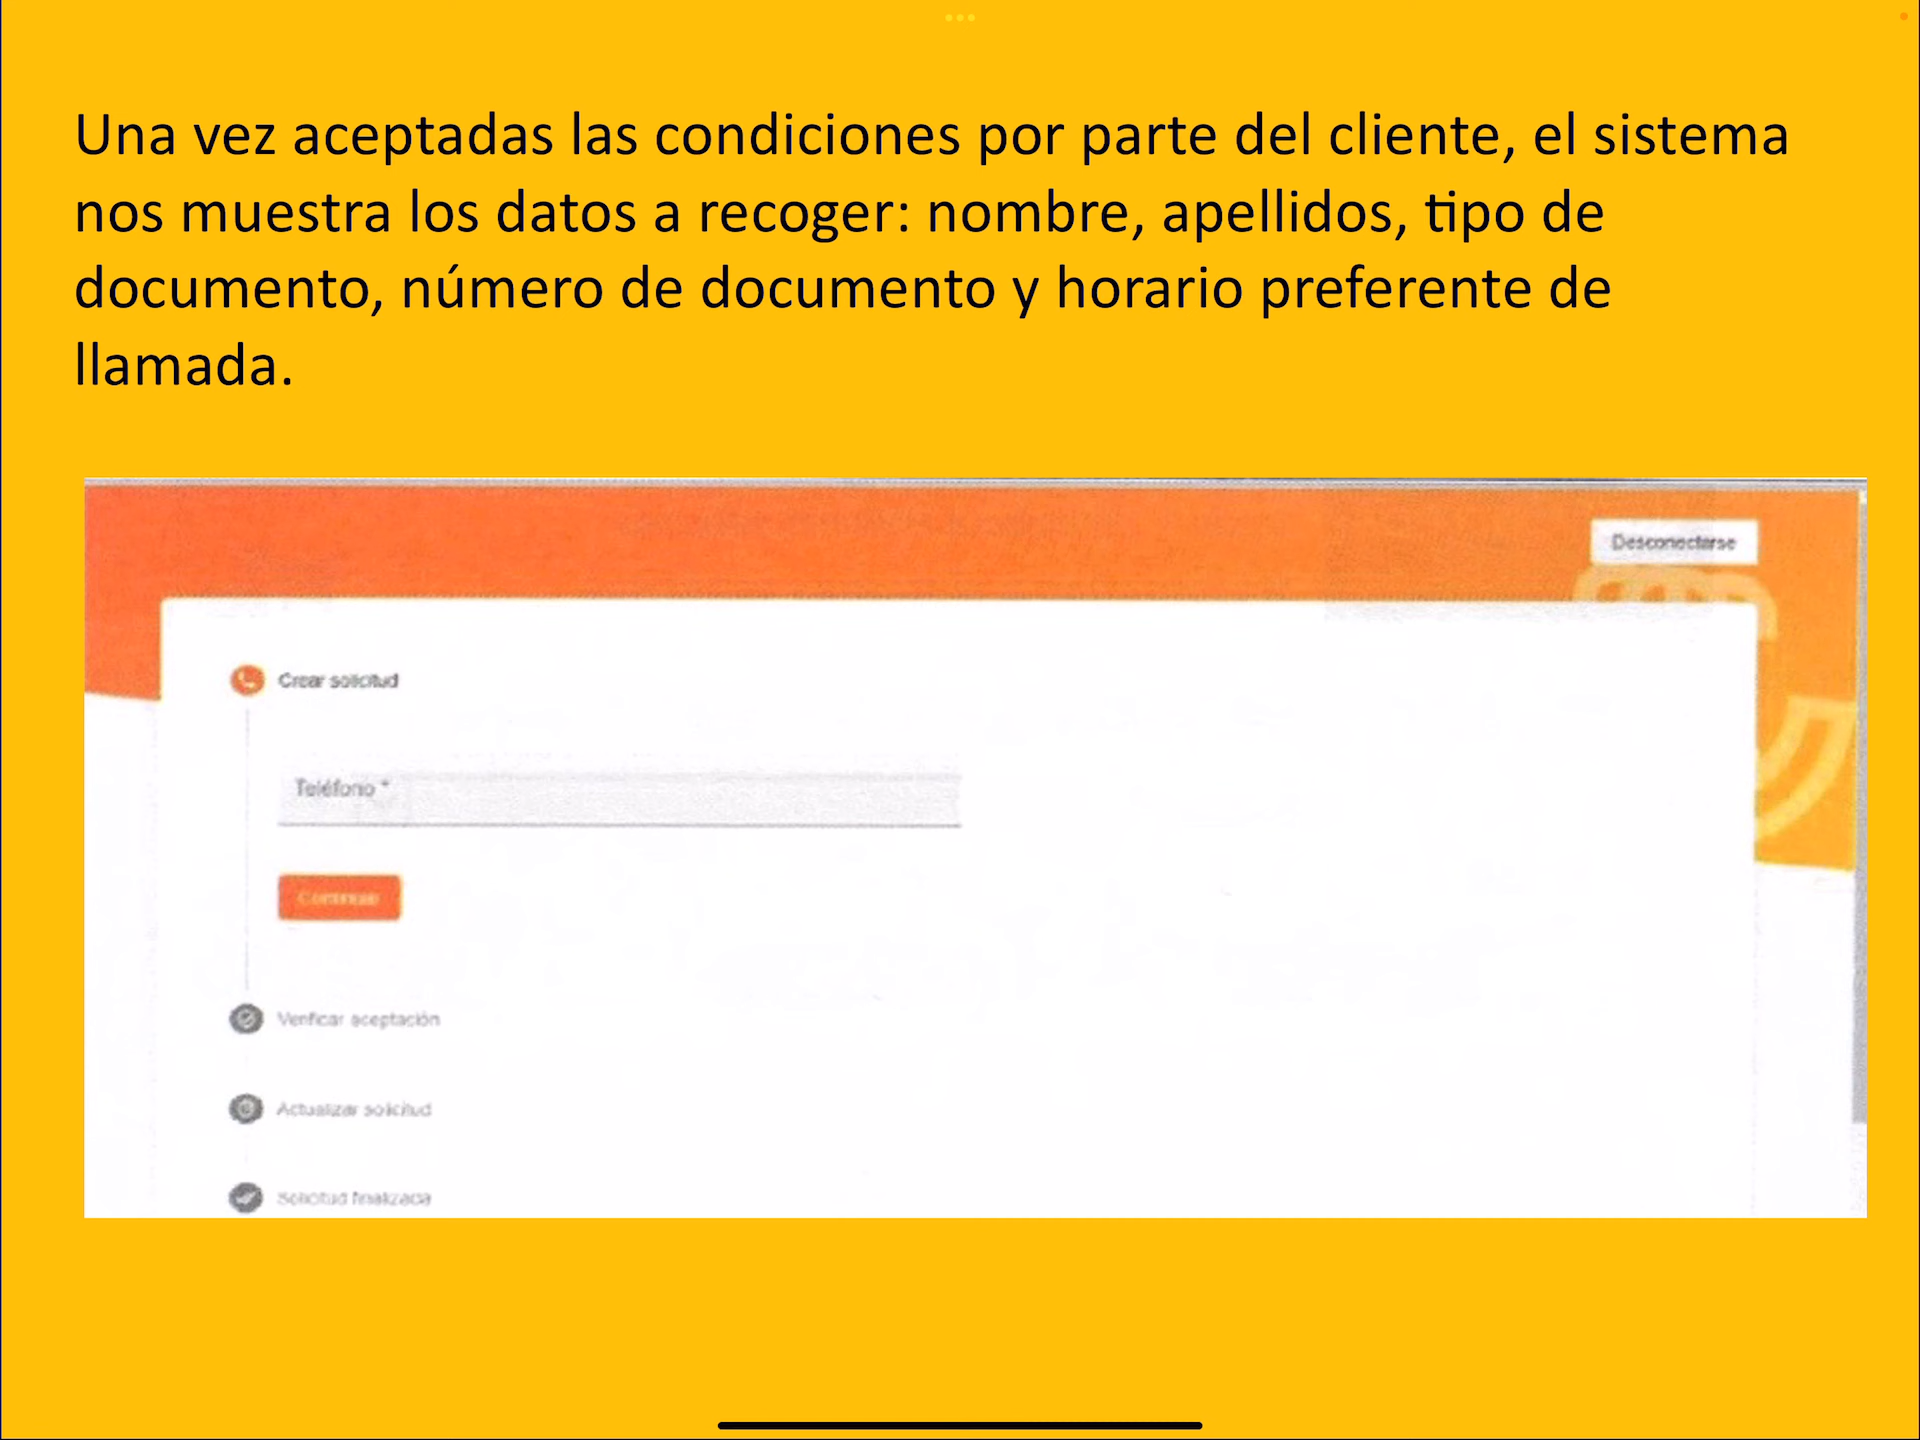 Una vez aceptadas las condiciones por parte del cliente, el sistema
nos muestra los datos a recoger: nombre, apellidos, tipo de
documento, número de documento y horario preferente de
llamada.
Desconectarse
Crear solicitud
Teléfono *
Continuar
Verificar aceptación
Actualizar solicitud
Solicitud finalizada